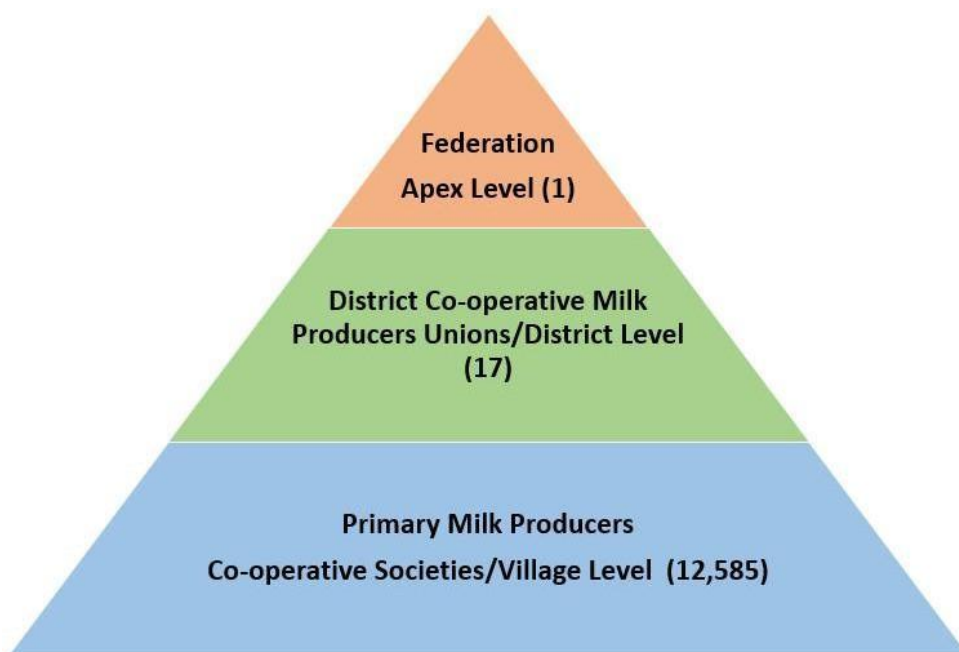 Federation
Apex Level (1)
District Co-operative Milk
Producers Unions/District Level
(17)
Primary Milk Producers
Co-operative Societies/Village Level (12,585)